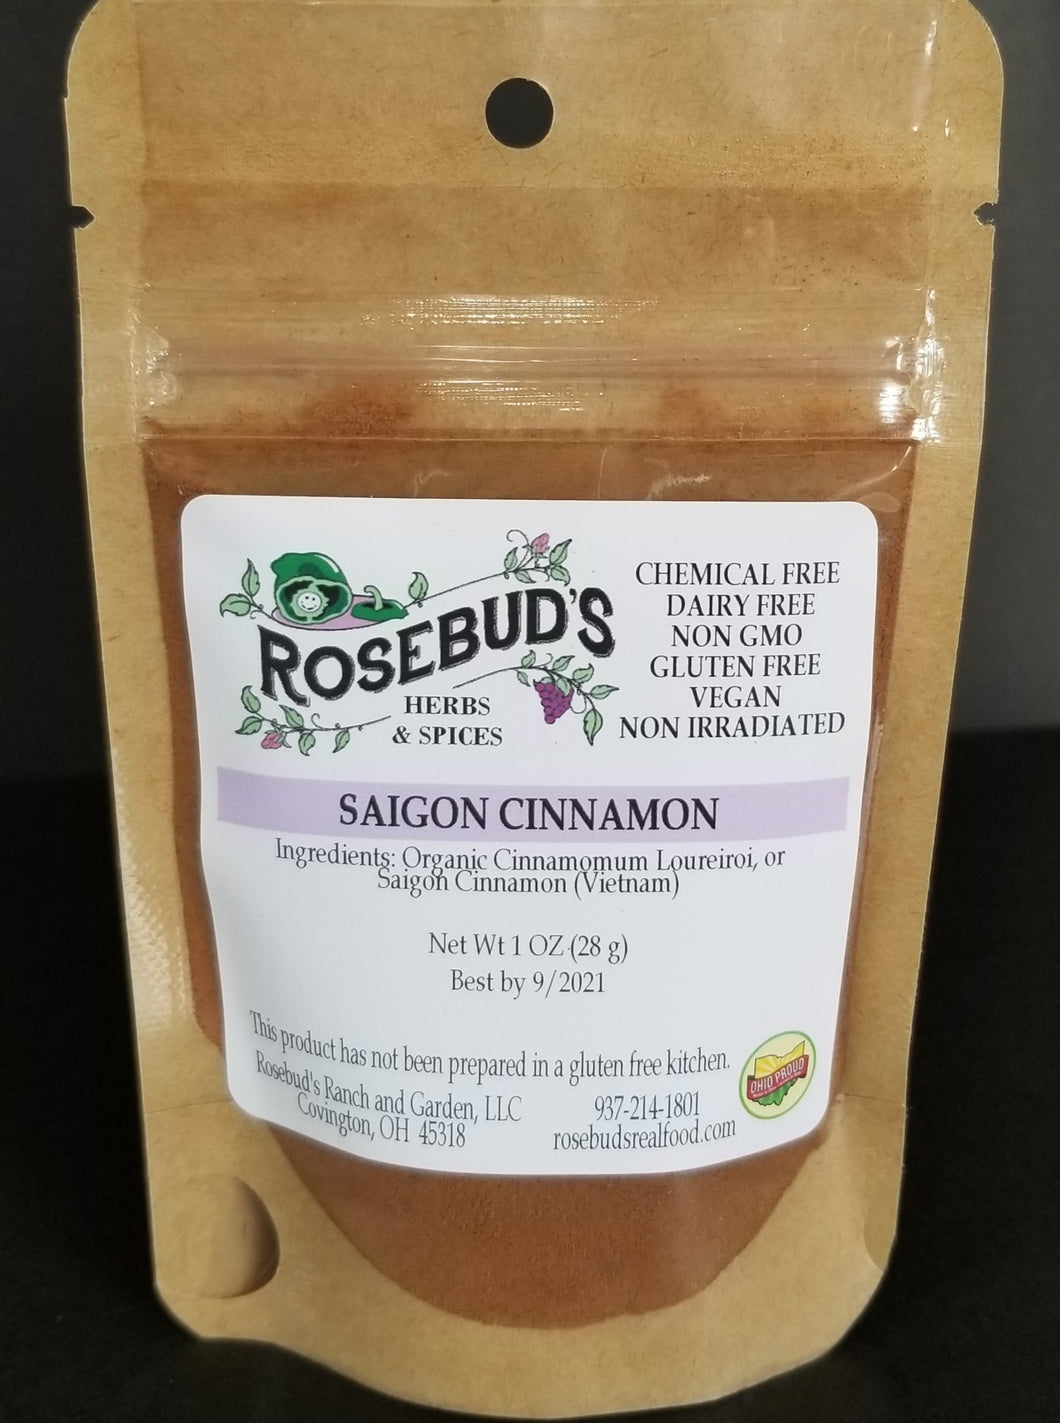 ROSEBUD'S
HERBS
& SPICES
CHEMICAL FREE
DAIRY FREE
NON GMO
GLUTEN FREE
VEGAN
NON IRRADIATED
SAIGON CINNAMON
Ingredients: Organic Cinnamomum Loureiroi, or
Saigon Cinnamon (Vietnam)
Net Wt 1 OZ (28 g)
Best by 9/2021
This product has not been prepared in a gluten free kitchen.
Rosebud's Ranch and Garden, LLC
Covington, OH 45318
937-214-1801
rosebudsrealfood.com
OHIO PROUD